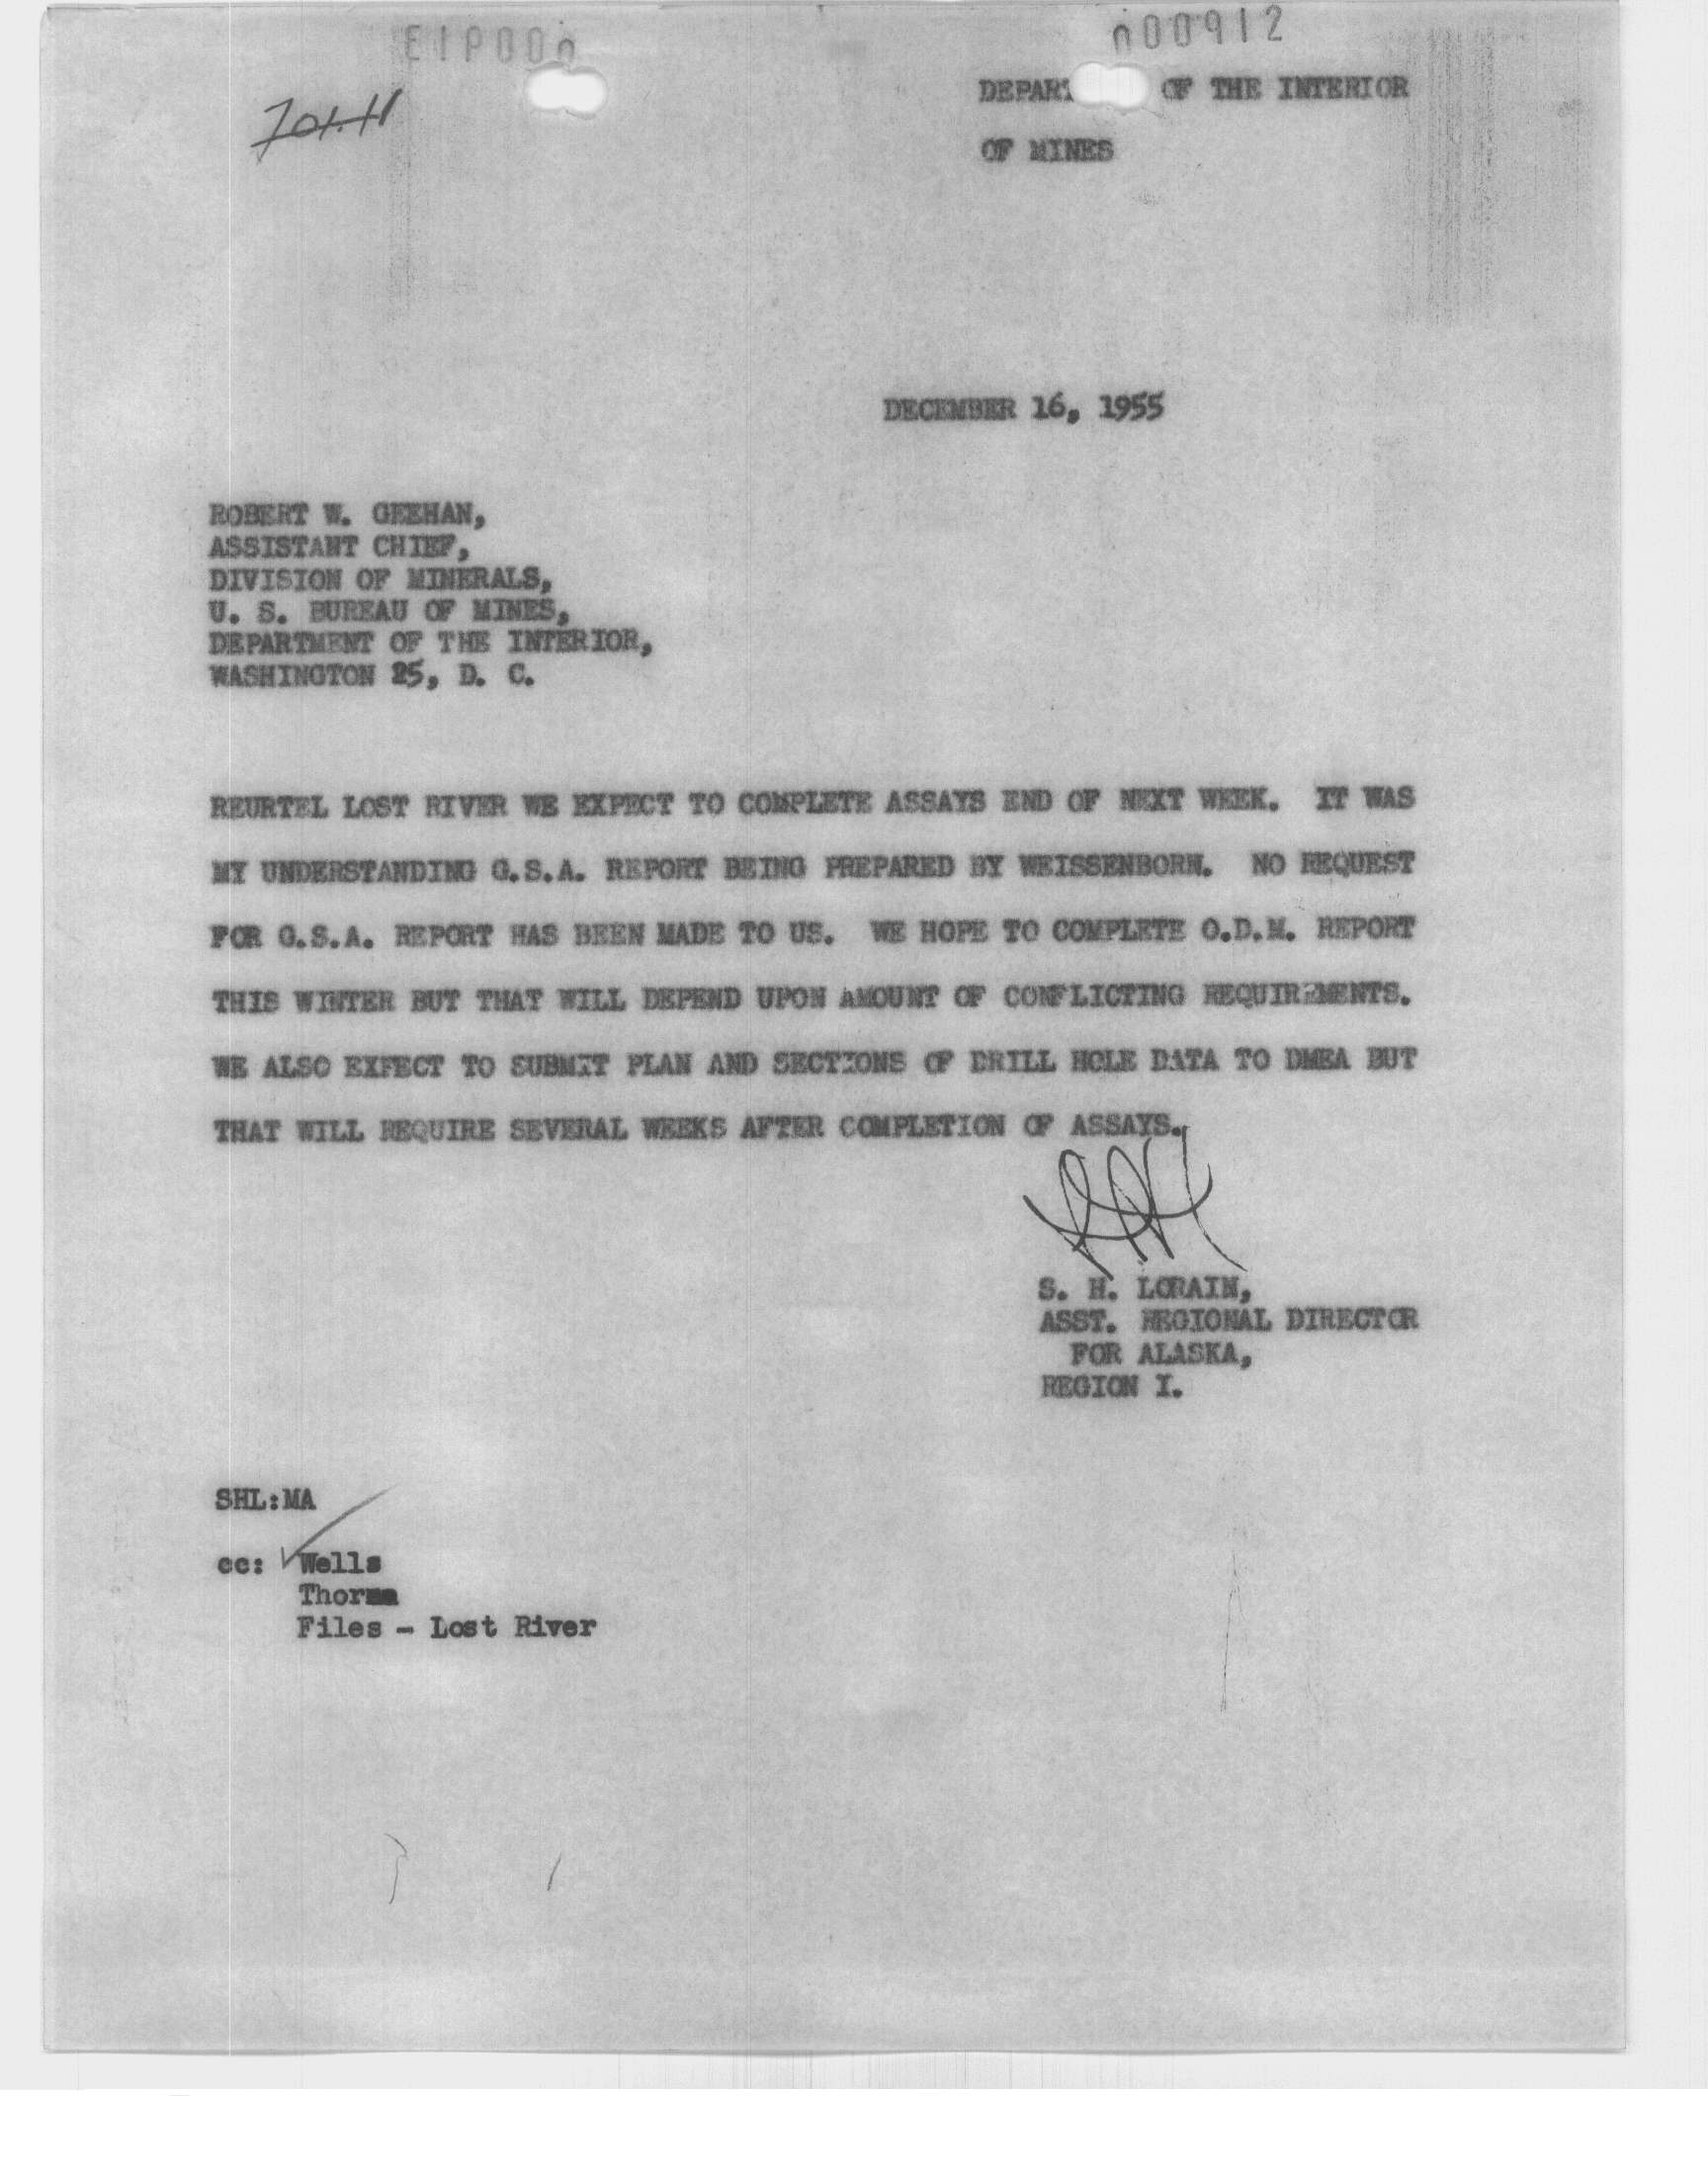 000912
DEPAR OF THE INTERIOR
OF MINES
DECEMBER 16, 1955
ROBERT W. GEEHAN,
ASSISTANT CHIEF,
DIVISION OF MINERALS,
U. S. BUREAU OF MINES,
DEPARTMENT OF THE INTERIOR,
WASHINGTON 25, D. C.
REURTEL LOST RIVER WE EXPECT TO COMPLETE ASSAYS END OF NEXT WEEK. IT WAS
MY UNDERSTANDING G.S.A. REPORT BEING PREPARED BY WEISSENBORN. NO REQUEST
FOR G.S.A. REPORT HAS BEEN MADE TO US. WE HOPE TO COMPLETE O.D.M. REPORT
THIS WINTER BUT THAT WILL DEPEND UPON AMOUNT OF CONFLICTING REQUIREMENTS.
WE ALSO EXPECT TO SUBMIT PLAN AND SECTIONS OF DRILL HOLE DATA TO DMEA BUT
THAT WILL REQUIRE SEVERAL WEEKS AFTER COMPLETION OF ASSAYS.
S. H. LORAIN,
ASST. REGIONAL DIRECTOR
FOR ALASKA,
REGION I.
SHL:MA
cc: Wells
Files - Lost River